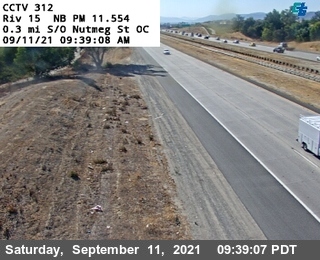 CCTV 312
Riv 15 NB PM 11.554
0.3 mi S/O Nutmeg St OC
09/11/21 09:39:08 AM
Saturday, September 11, 2021 09:39:07 PDT